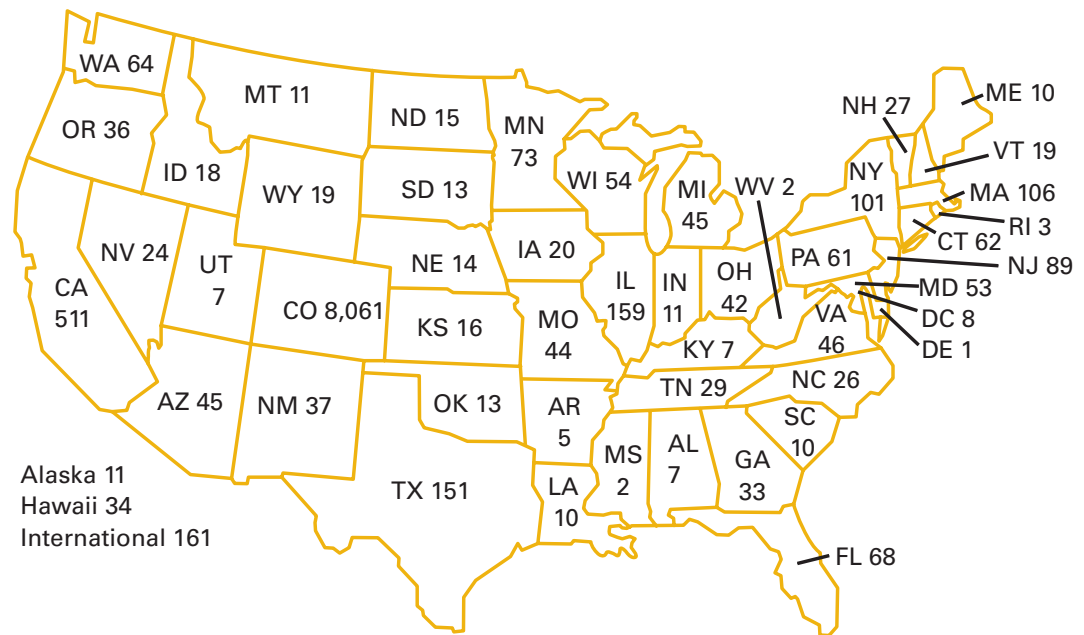 WA 64
MT 11
ND 15
MN
73
OR 36
ID 18
WY 19
SD 13
WI 54
MI
45
WV 2
NY
101
NH 27
ME 10
VT 19
MA 106
RI 3
CT 62
NJ 89
PA 61
MD 53
DC 8
DE 1
CA
511
NV 24
UT
7
CO 8,061
NE 14
IA 20
KS 16
MO
44
IL
159
IN
11
OH
42
KY 7
VA
46
AZ 45
NM 37
OK 13
AR
5
TN 29
NC 26
SC
10
TX 151
LA
10
MS
2
AL
7
GA
33
FL 68
Alaska 11
Hawaii 34
International 161